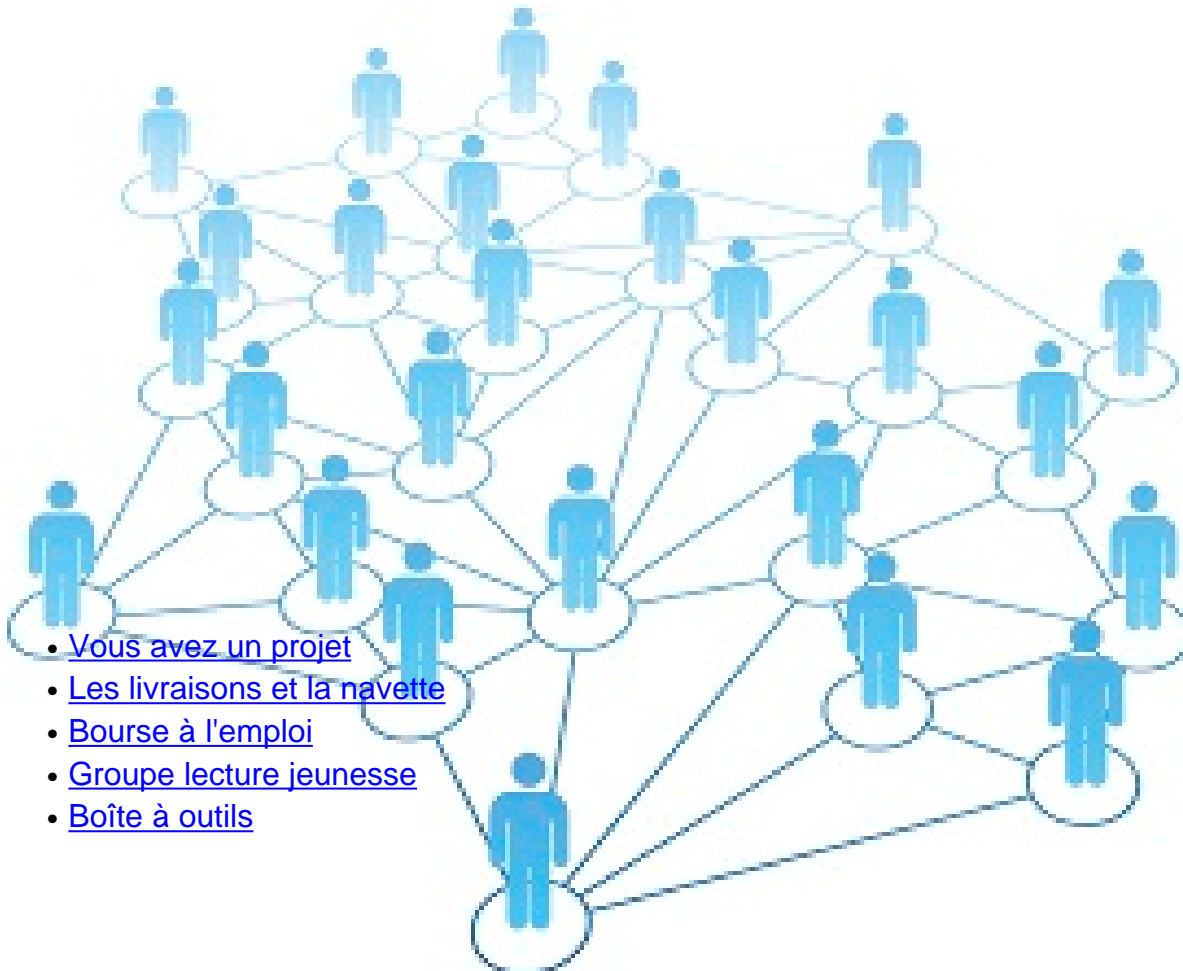 • Vous avez un projet
• Les livraisons et la navette
• Bourse à l'emploi
• Groupe lecture jeunesse
• Boîte à outils